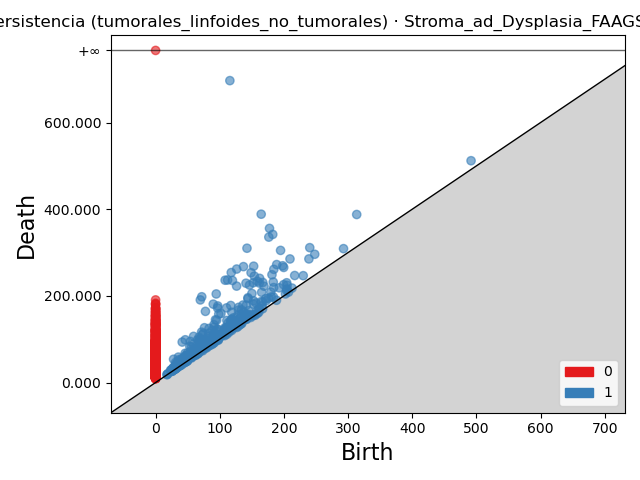 ersistencia (tumorales_linfoides_no_tumorales) · Stroma_ad_Dysplasia_FAAGS
+∞
600.000
400.000
200.000
0.000
Death
0
1
0 100 200 300 400 500 600 700
Birth